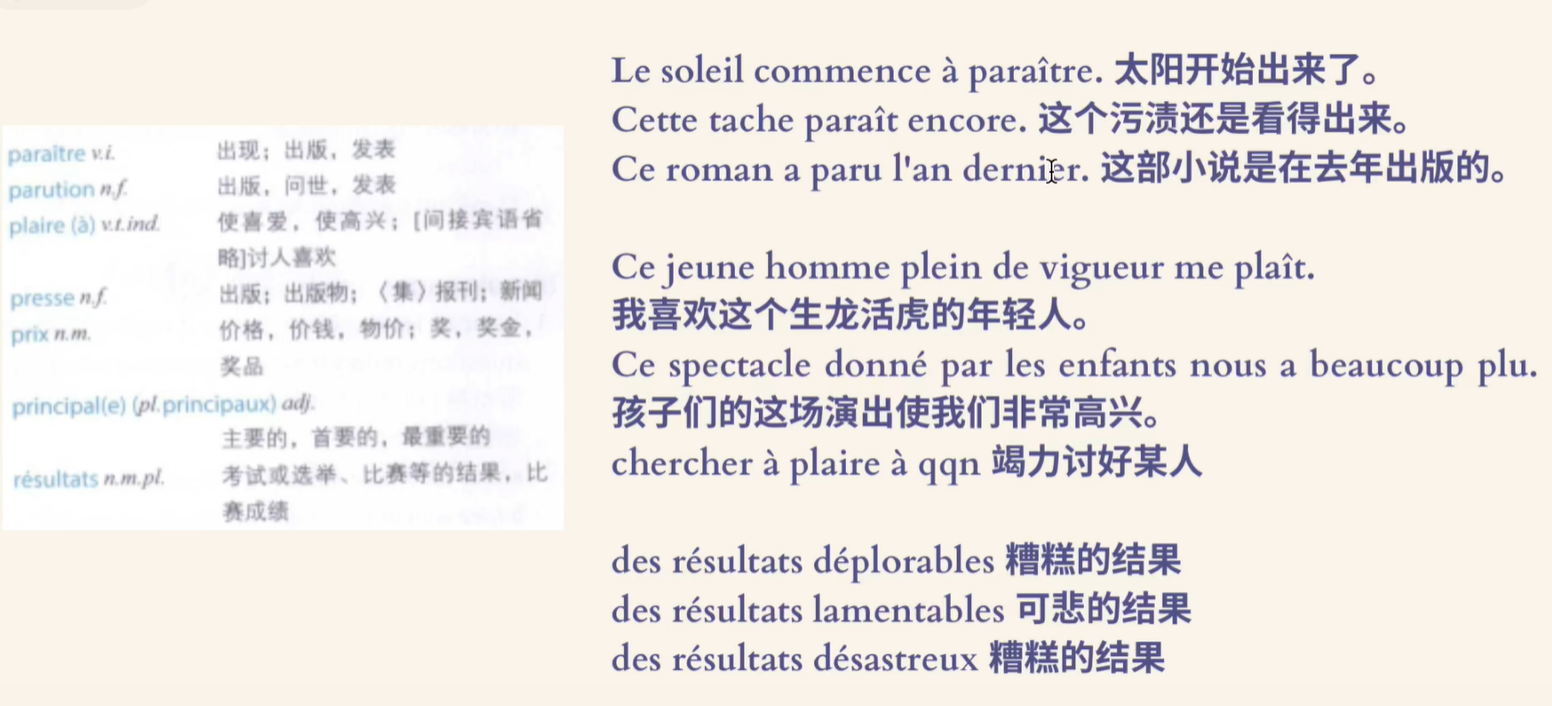 paraître v.i. 出现；出版，发表
parution n.f. 出版，问世，发表
plaire (à) v.t.ind. 使喜爱，使高兴；[间接宾语省
略]讨人喜欢
presse n.f. 出版；出版物；〈集〉报刊；新闻
prix n.m. 价格，价钱，物价；奖，奖金，
奖品
principal(e) (pl.principaux) adj.
主要的，首要的，最重要的
résultats n.m.pl. 考试或选举、比赛等的结果，比
赛成绩
Le soleil commence à paraître. 太阳开始出来了。
Cette tache paraît encore. 这个污渍还是看得出来。
Ce roman a paru l'an dernier. 这部小说是在去年出版的。
Ce jeune homme plein de vigueur me plaît.
我喜欢这个生龙活虎的年轻人。
Ce spectacle donné par les enfants nous a beaucoup plu.
孩子们的这场演出使我们非常高兴。
chercher à plaire à qqn 竭力讨好某人
des résultats déplorables 糟糕的结果
des résultats lamentables 可悲的结果
des résultats désastreux 糟糕的结果